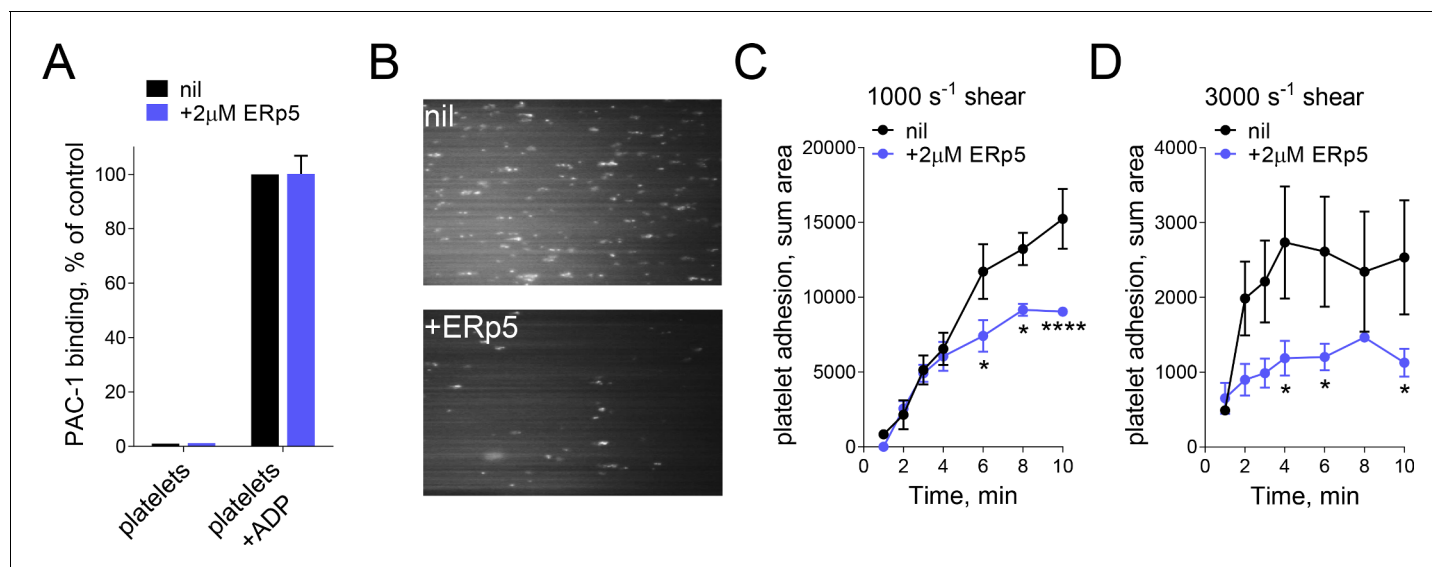 A
nil
+2μM ERp5
PAC-1 binding, % of control
100
80
60
40
20
0
platelets
platelets
+ADP
B
nil
+ERp5
C
1000 s⁻¹ shear
nil
+2μM ERp5
platelet adhesion, sum area
20000
15000
10000
5000
0
*
*
****
0 2 4 6 8 10
Time, min
D
3000 s⁻¹ shear
nil
+2μM ERp5
platelet adhesion, sum area
4000
3000
2000
1000
0
*
*
*
0 2 4 6 8 10
Time, min